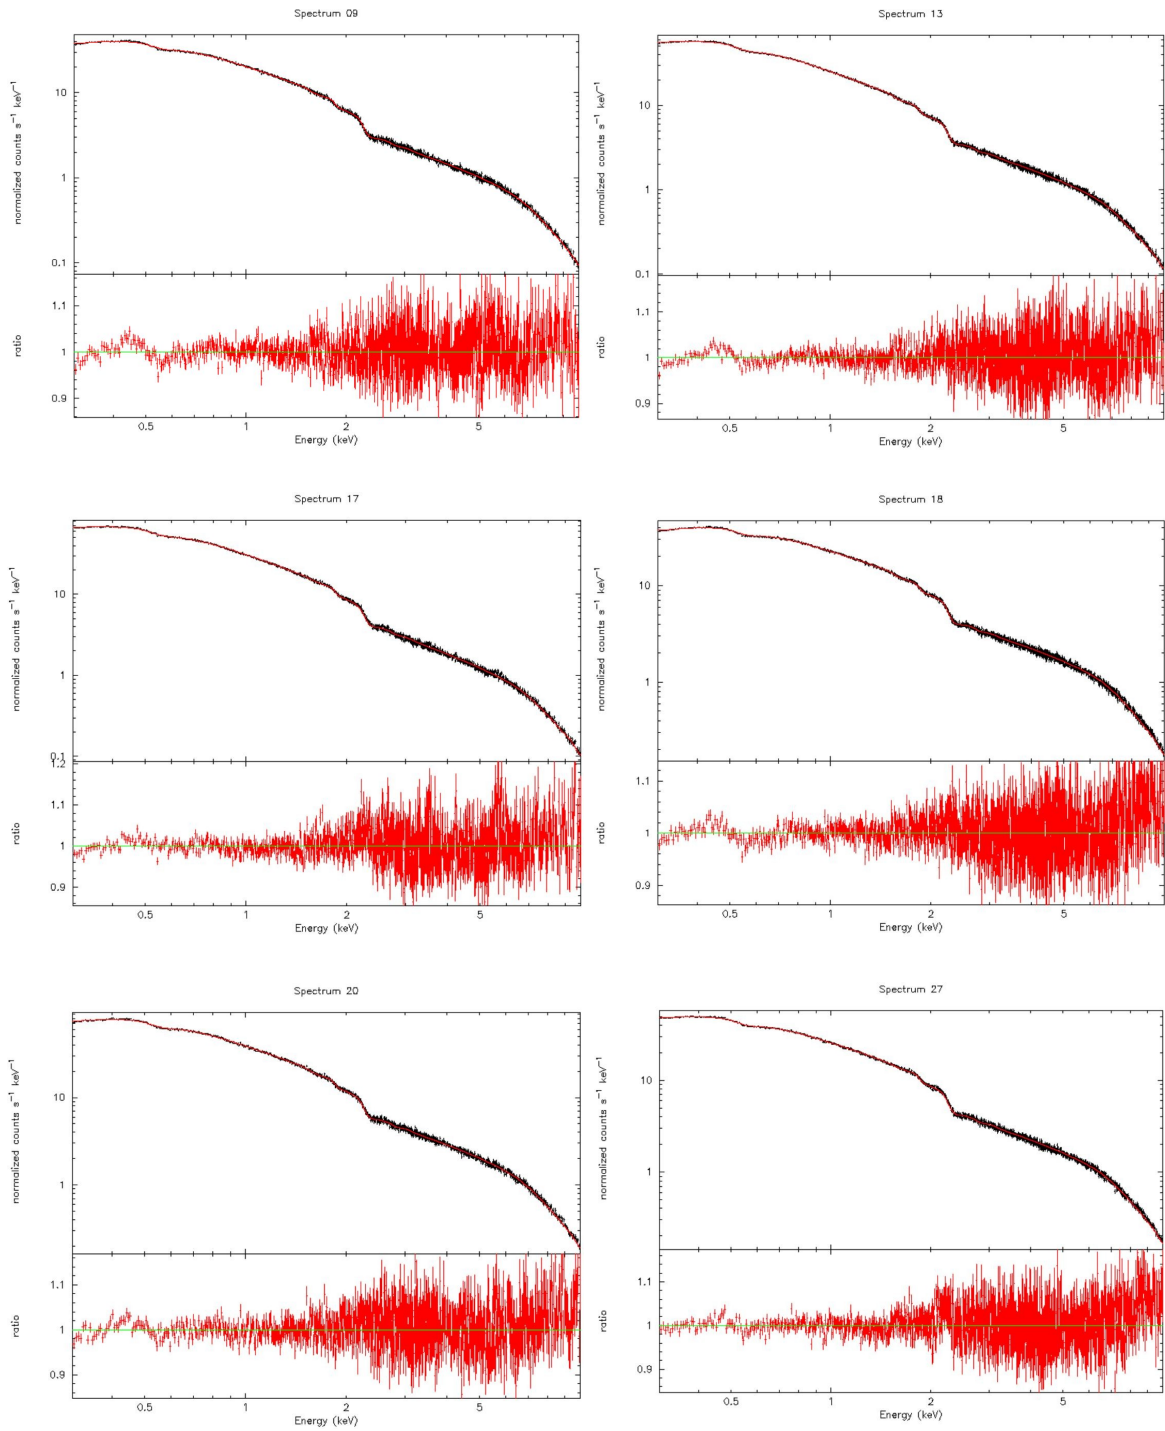 Spectrum 09
normalized counts s⁻¹ keV⁻¹
10
1
0.1
ratio
1.1
1
0.9
0.5
1
2
5
Energy (keV)
Spectrum 13
normalized counts s⁻¹ keV⁻¹
10
1
0.1
ratio
1.1
1
0.9
0.5
1
2
5
Energy (keV)
Spectrum 17
normalized counts s⁻¹ keV⁻¹
10
1
0.1
ratio
1.2
1.1
1
0.9
0.5
1
2
5
Energy (keV)
Spectrum 18
normalized counts s⁻¹ keV⁻¹
10
1
ratio
1.1
1
0.9
0.5
1
2
5
Energy (keV)
Spectrum 20
normalized counts s⁻¹ keV⁻¹
10
1
ratio
1.1
1
0.9
0.5
1
2
5
Energy (keV)
Spectrum 27
normalized counts s⁻¹ keV⁻¹
10
1
ratio
1.1
1
0.9
0.5
1
2
5
Energy (keV)